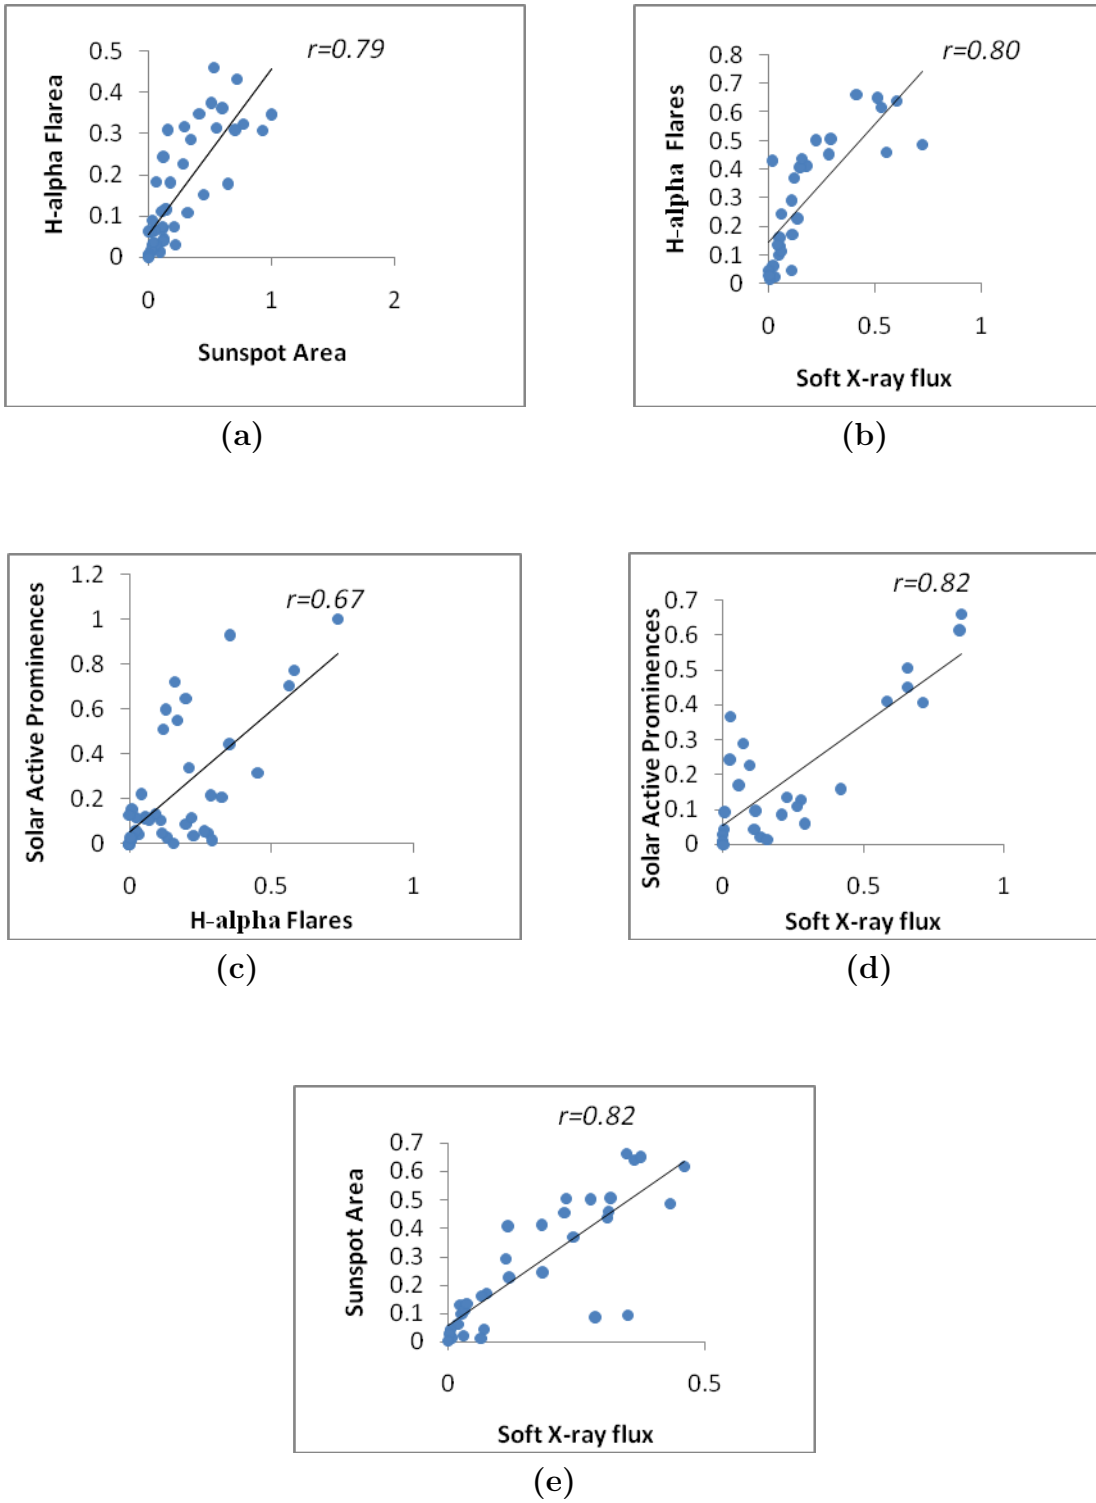 r=0.79
H-alpha Flarea
0.5
0.4
0.3
0.2
0.1
0
0
1
2
Sunspot Area
(a)
r=0.80
H-alpha Flares
0.8
0.7
0.6
0.5
0.4
0.3
0.2
0.1
0
0
0.5
1
Soft X-ray flux
(b)
r=0.67
Solar Active Prominences
1.2
1
0.8
0.6
0.4
0.2
0
0
0.5
1
H-alpha Flares
(c)
r=0.82
Solar Active Prominences
0.7
0.6
0.5
0.4
0.3
0.2
0.1
0
0
0.5
1
Soft X-ray flux
(d)
r=0.82
Sunspot Area
0.7
0.6
0.5
0.4
0.3
0.2
0.1
0
0
0.5
Soft X-ray flux
(e)